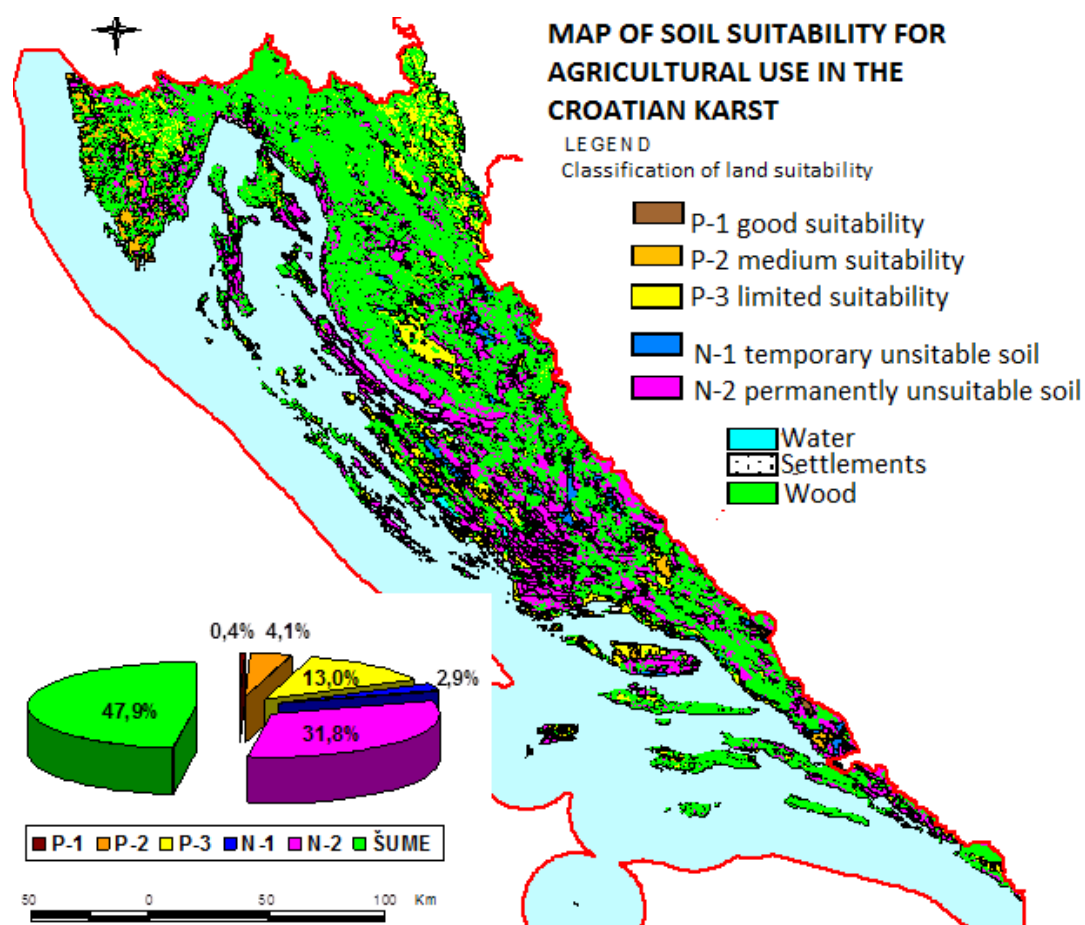 MAP OF SOIL SUITABILITY FOR
AGRICULTURAL USE IN THE
CROATIAN KARST
LEGEND
Classification of land suitability
P-1 good suitability
P-2 medium suitability
P-3 limited suitability
N-1 temporary unsitable soil
N-2 permanently unsuitable soil
Water
Settlements
Wood
0,4% 4,1%
13,0% 2,9%
47,9%
31,8%
P-1 P-2 P-3 N-1 N-2 ŠUME
50 0 50 100 Km